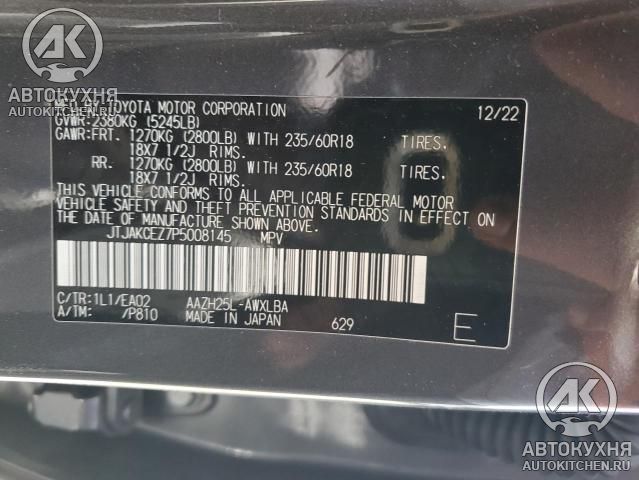 АВТОКУХНЯ
AUTOKITCHEN.RU
MFD BY TOYOTA MOTOR CORPORATION 12/22
GVWR:2380KG (5245LB)
GAWR:FRT. 1270KG (2800LB) WITH 235/60R18 TIRES.
18X7 1/2J RIMS.
RR. 1270KG (2800LB) WITH 235/60R18 TIRES.
18X7 1/2J RIMS.
THIS VEHICLE CONFORMS TO ALL APPLICABLE FEDERAL MOTOR
VEHICLE SAFETY AND THEFT PREVENTION STANDARDS IN EFFECT ON
THE DATE OF MANUFACTURE SHOWN ABOVE.
JTJAKCEZ7P5008145 MPV
C/TR:1L1/EA02 AAZH25L-AWXLBA
A/TM: /P810 MADE IN JAPAN 629 E
AK
АВТОКУХНЯ
AUTOKITCHEN.RU